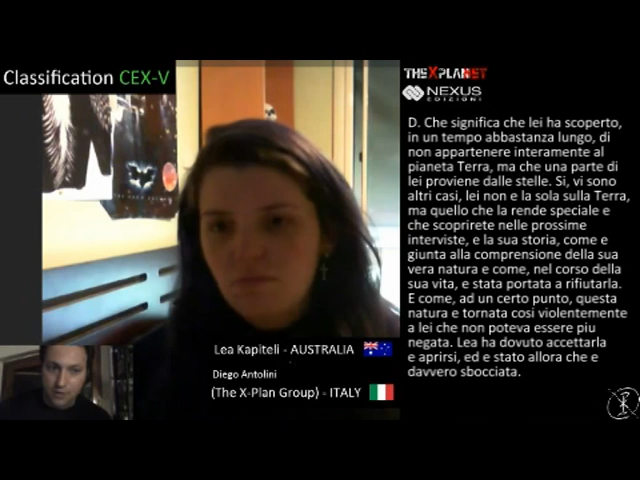 Classification CEX-V
THE X PLANET
NEXUS
EDIZIONI
D. Che significa che lei ha scoperto,
in un tempo abbastanza lungo, di
non appartenere interamente al
pianeta Terra, ma che una parte di
lei proviene dalle stelle. Si, vi sono
altri casi, lei non e la sola sulla Terra,
ma quello che la rende speciale e
che scoprirete nelle prossime
interviste, e la sua storia, come e
giunta alla comprensione della sua
vera natura e come, nel corso della
sua vita, e stata portata a rifiutarla.
E come, ad un certo punto, questa
natura e tornata cosi violentemente
a lei che non poteva essere piu
negata. Lea ha dovuto accettarla
e aprirsi, ed e stato allora che e
davvero sbocciata.
Lea Kapiteli - AUSTRALIA
Diego Antolini
(The X-Plan Group) - ITALY